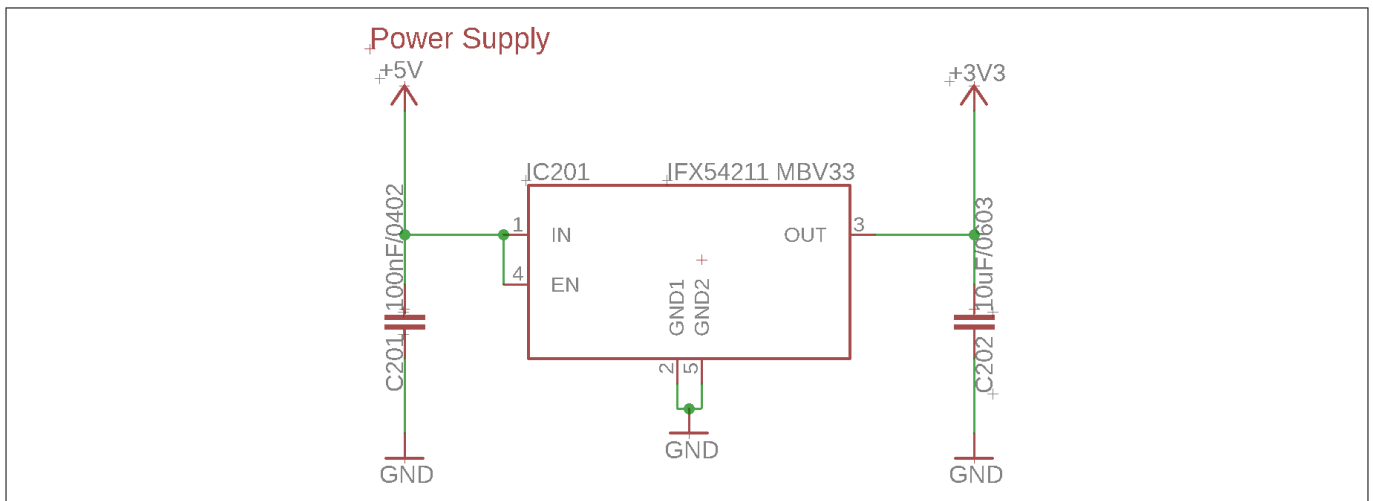 Power Supply
+5V
+3V3
IC201
IFX54211 MBV33
100nF/0402
C201
1
IN
4
EN
OUT
3
GND1
GND2
2
5
10uF/0603
C202
GND
GND
GND